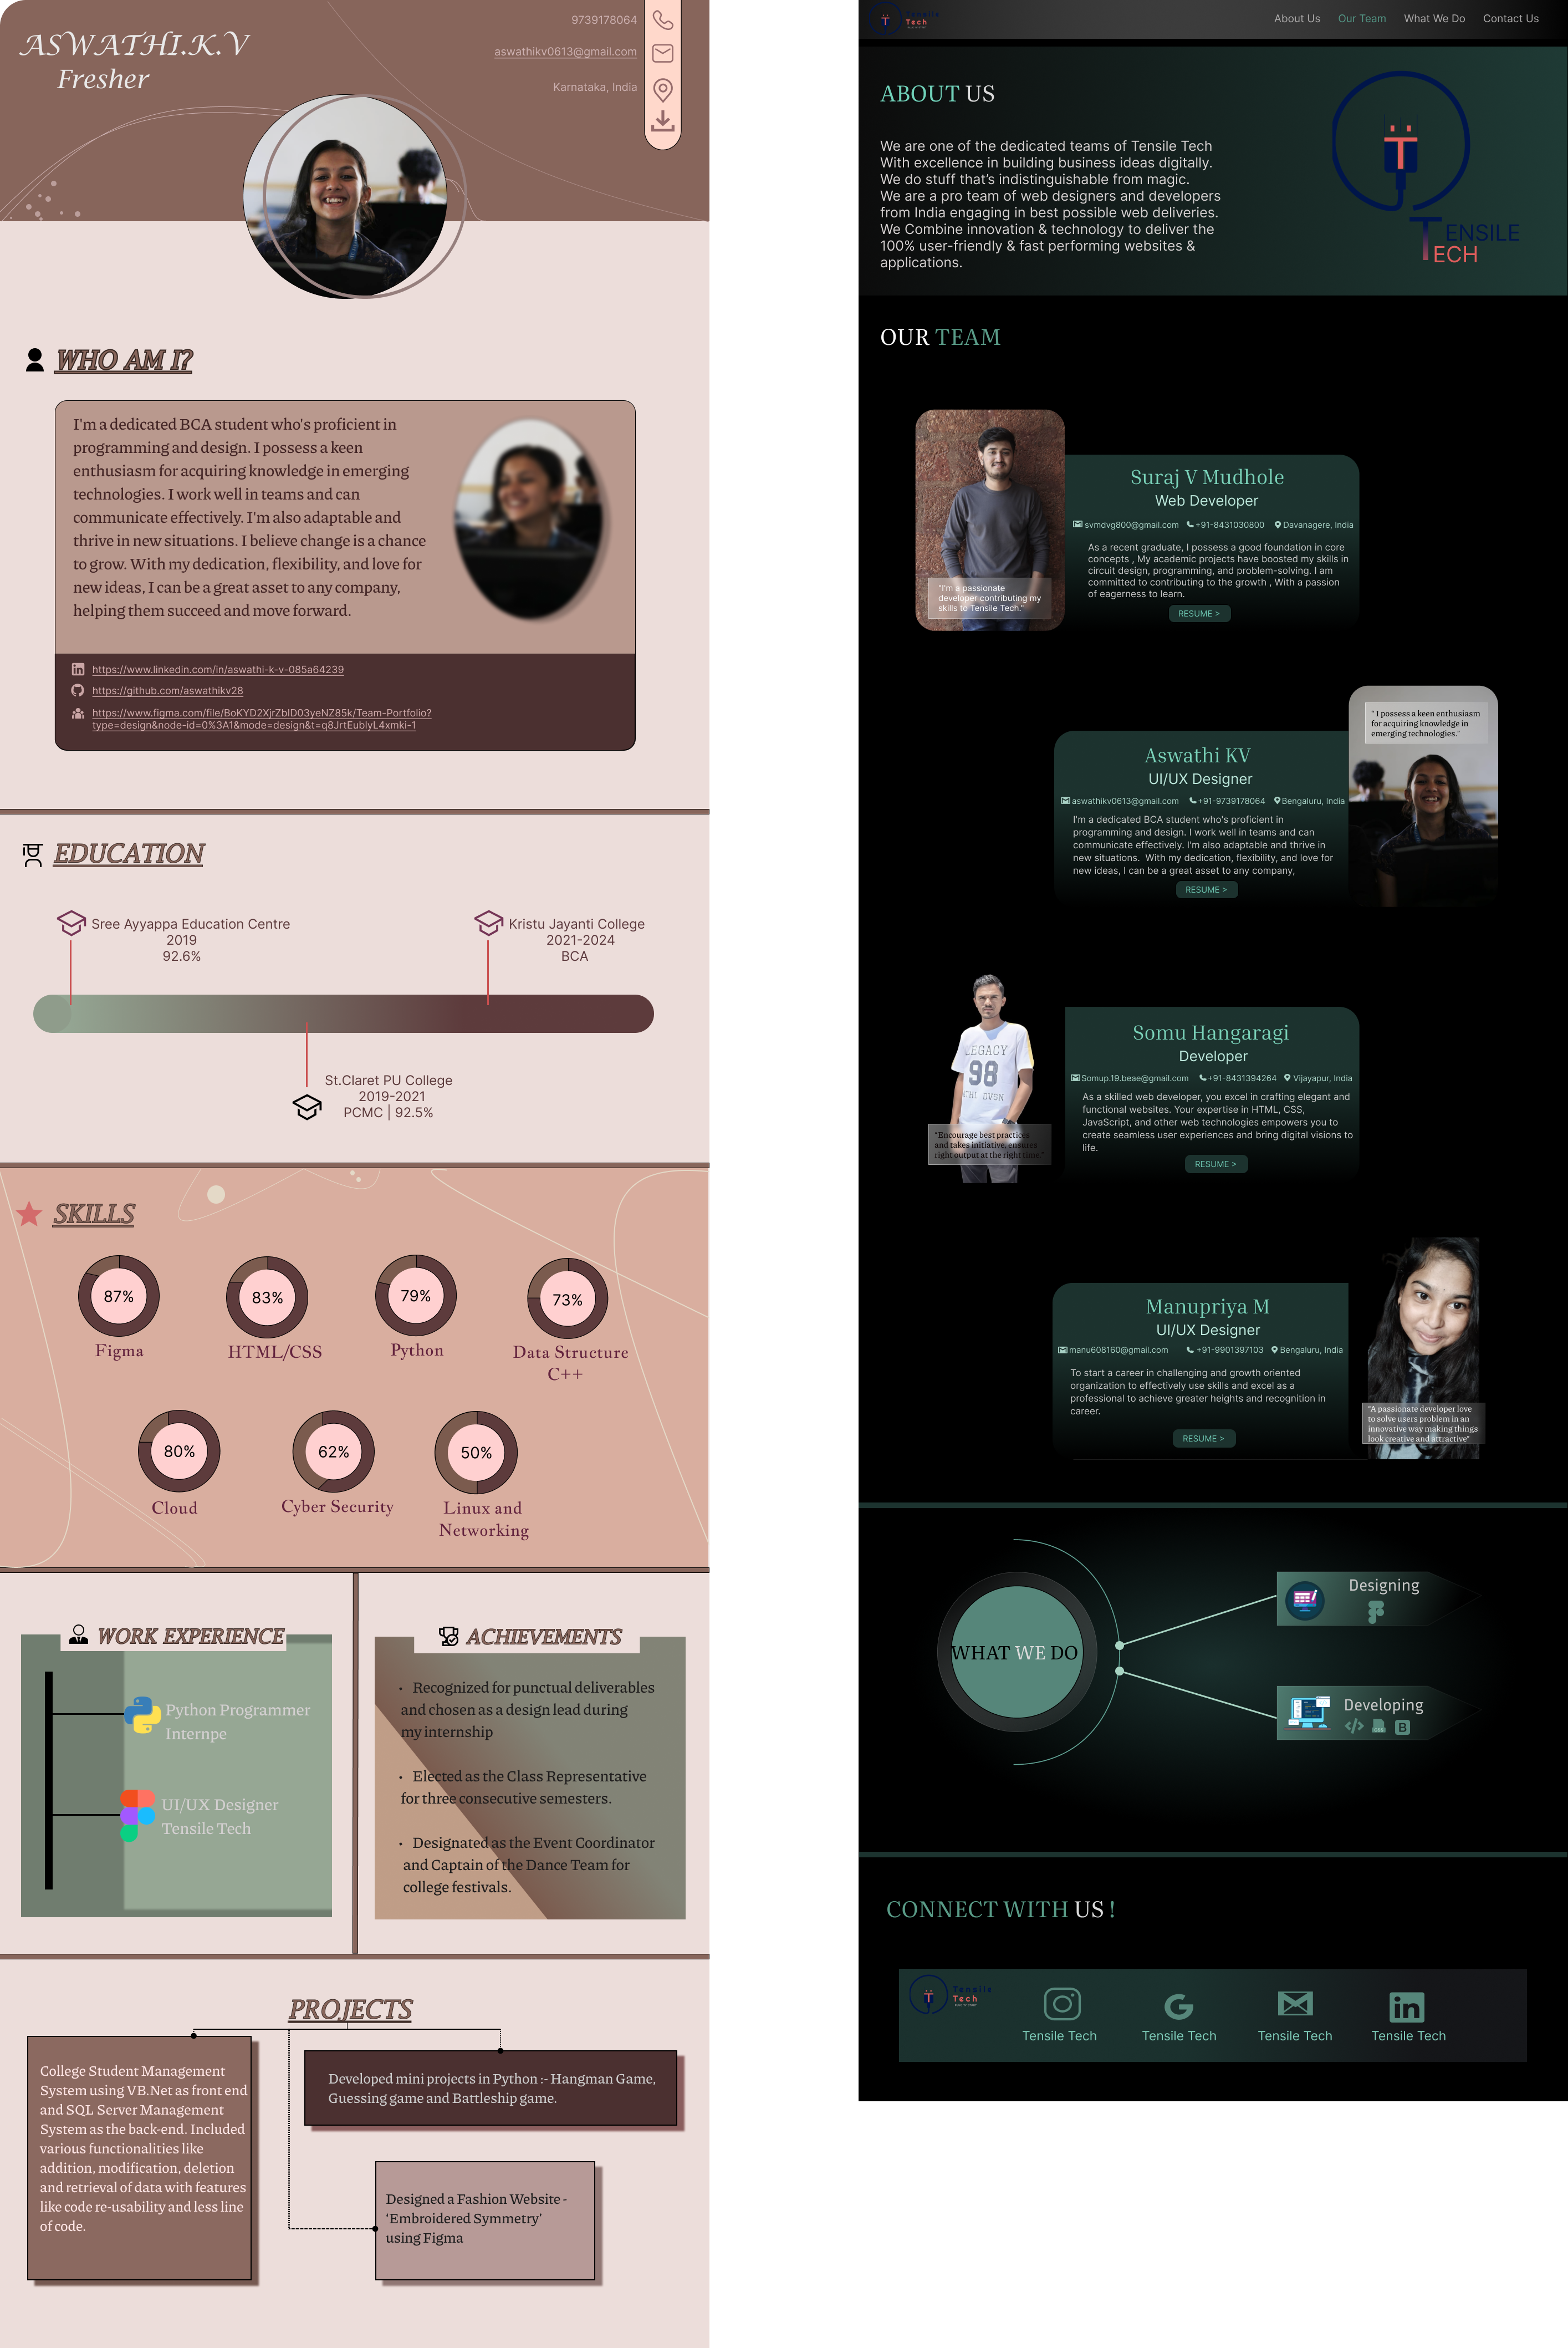 ASWATHI.K.V
Fresher
9739178064
aswathikv0613@gmail.com
Karnataka, India
WHO AM I?
I'm a dedicated BCA student who's proficient in
programming and design. I possess a keen
enthusiasm for acquiring knowledge in emerging
technologies. I work well in teams and can
communicate effectively. I'm also adaptable and
thrive in new situations. I believe change is a chance
to grow. With my dedication, flexibility, and love for
new ideas, I can be a great asset to any company,
helping them succeed and move forward.
https://www.linkedin.com/in/aswathi-k-v-085a64239
https://github.com/aswathikv28
https://www.figma.com/file/BoKYD2XjrZbID03yeNZ85k/Team-Portfolio?
type=design&node-id=0%3A1&mode=design&t=q8JrtEublyL4xmki-1
EDUCATION
Sree Ayyappa Education Centre
2019
92.6%
Kristu Jayanti College
2021-2024
BCA
St.Claret PU College
2019-2021
PCMC | 92.5%
SKILLS
87%
83%
79%
73%
Figma
HTML/CSS
Python
Data Structure
C++
80%
62%
50%
Cloud
Cyber Security
Linux and
Networking
WORK EXPERIENCE
Python Programmer
Internpe
UI/UX Designer
Tensile Tech
ACHIEVEMENTS
• Recognized for punctual deliverables
and chosen as a design lead during
my internship
• Elected as the Class Representative
for three consecutive semesters.
• Designated as the Event Coordinator
and Captain of the Dance Team for
college festivals.
PROJECTS
College Student Management
System using VB.Net as front end
and SQL Server Management
System as the back-end. Included
various functionalities like
addition, modification, deletion
and retrieval of data with features
like code re-usability and less line
of code.
Developed mini projects in Python :- Hangman Game,
Guessing game and Battleship game.
Designed a Fashion Website -
‘Embroidered Symmetry’
using Figma
Tensile
Tech
About Us
Our Team
What We Do
Contact Us
ABOUT US
We are one of the dedicated teams of Tensile Tech
With excellence in building business ideas digitally.
We do stuff that’s indistinguishable from magic.
We are a pro team of web designers and developers
from India engaging in best possible web deliveries.
We Combine innovation & technology to deliver the
100% user-friendly & fast performing websites &
applications.
T
TENSILE
ECH
OUR TEAM
"I'm a passionate
developer contributing my
skills to Tensile Tech."
Suraj V Mudhole
Web Developer
svmdvg800@gmail.com +91-8431030800 Davanagere, India
As a recent graduate, I possess a good foundation in core
concepts , My academic projects have boosted my skills in
circuit design, programming, and problem-solving. I am
committed to contributing to the growth , With a passion
of eagerness to learn.
RESUME >
" I possess a keen enthusiasm
for acquiring knowledge in
emerging technologies."
Aswathi KV
UI/UX Designer
aswathikv0613@gmail.com +91-9739178064 Bengaluru, India
I'm a dedicated BCA student who's proficient in
programming and design. I work well in teams and can
communicate effectively. I'm also adaptable and thrive in
new situations. With my dedication, flexibility, and love for
new ideas, I can be a great asset to any company,
RESUME >
LEGACY
98
DVSN
"Encourage best practices
and takes initiative, ensures
right output at the right time."
Somu Hangaragi
Developer
Somup.19.beae@gmail.com +91-8431394264 Vijayapur, India
As a skilled web developer, you excel in crafting elegant and
functional websites. Your expertise in HTML, CSS,
JavaScript, and other web technologies empowers you to
create seamless user experiences and bring digital visions to
life.
RESUME >
Manupriya M
UI/UX Designer
manu608160@gmail.com +91-9901397103 Bengaluru, India
To start a career in challenging and growth oriented
organization to effectively use skills and excel as a
professional to achieve greater heights and recognition in
career.
RESUME >
"A passionate developer love
to solve users problem in an
innovative way making things
look creative and attractive"
WHAT WE DO
Designing
Developing
CONNECT WITH US !
Tensile
Tech
Tensile Tech
Tensile Tech
Tensile Tech
Tensile Tech